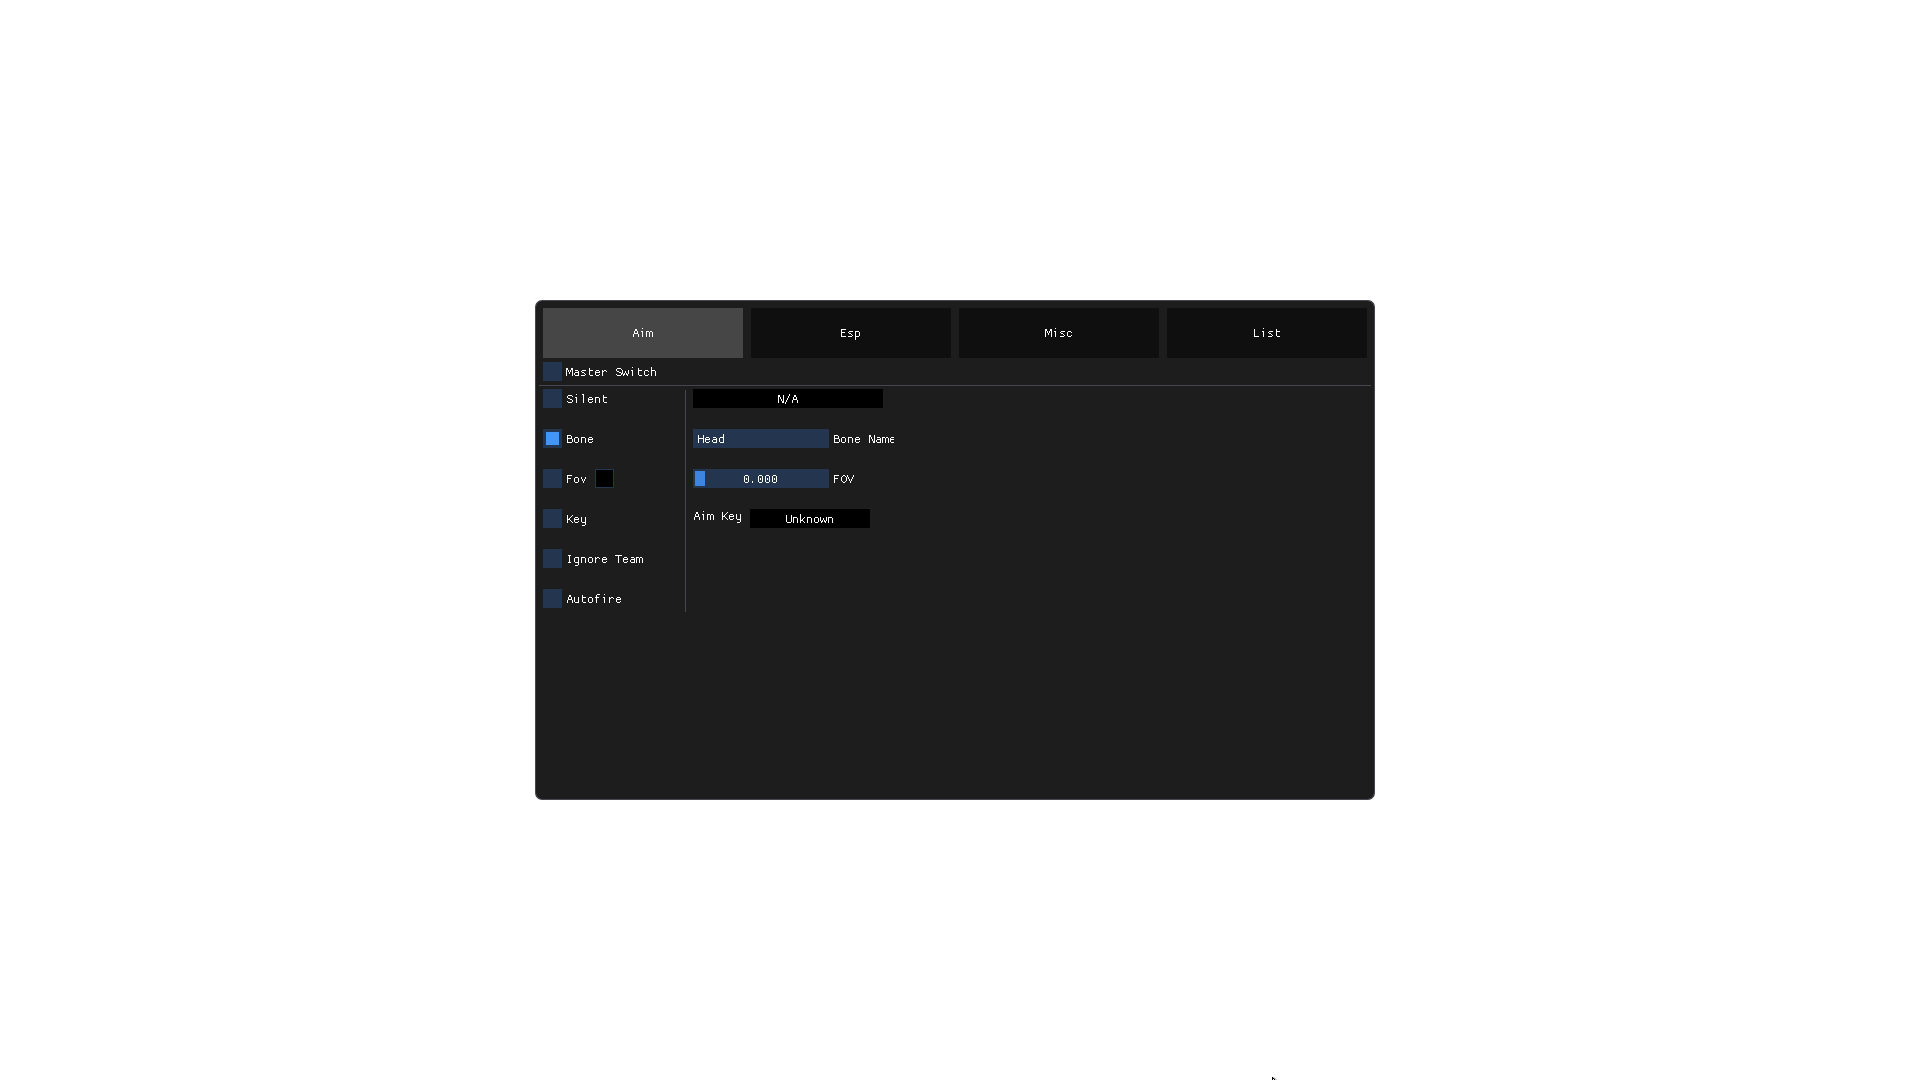 Aim Esp Misc List
Master Switch
Silent N/A
Bone Head Bone Name
Fov 0.000 FOV
Key Aim Key Unknown
Ignore Team
Autofire